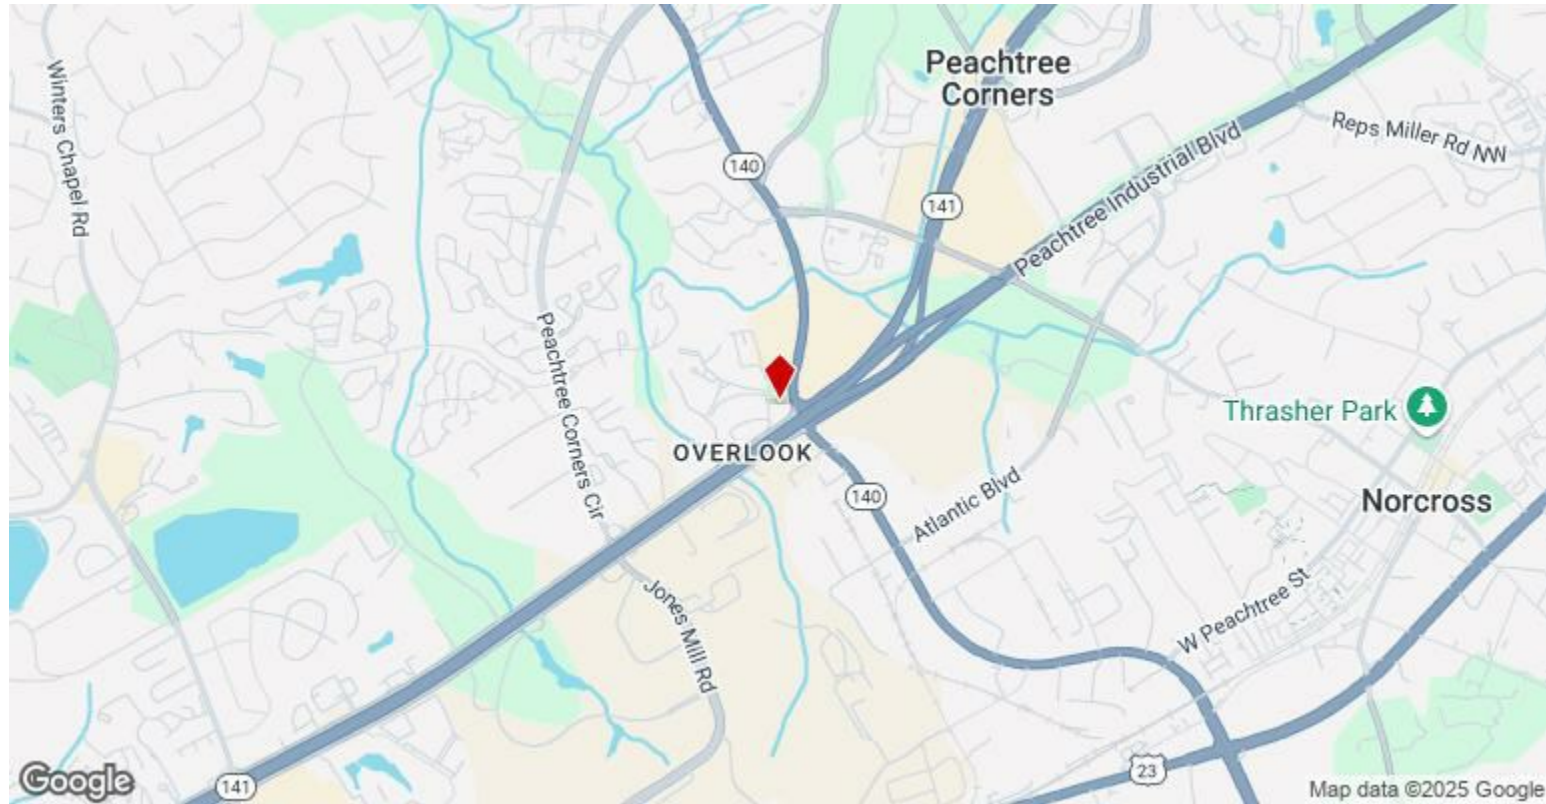 Peachtree
Corners
Winters Chapel Rd
Reps Miller Rd NW
140
Peachtree Industrial Blvd
141
Peachtree Corners Cir
Thrasher Park
OVERLOOK
Norcross
140
Atlantic Blvd
W Peachtree St
Jones Mill Rd
23
Google
141
Map data ©2025 Google